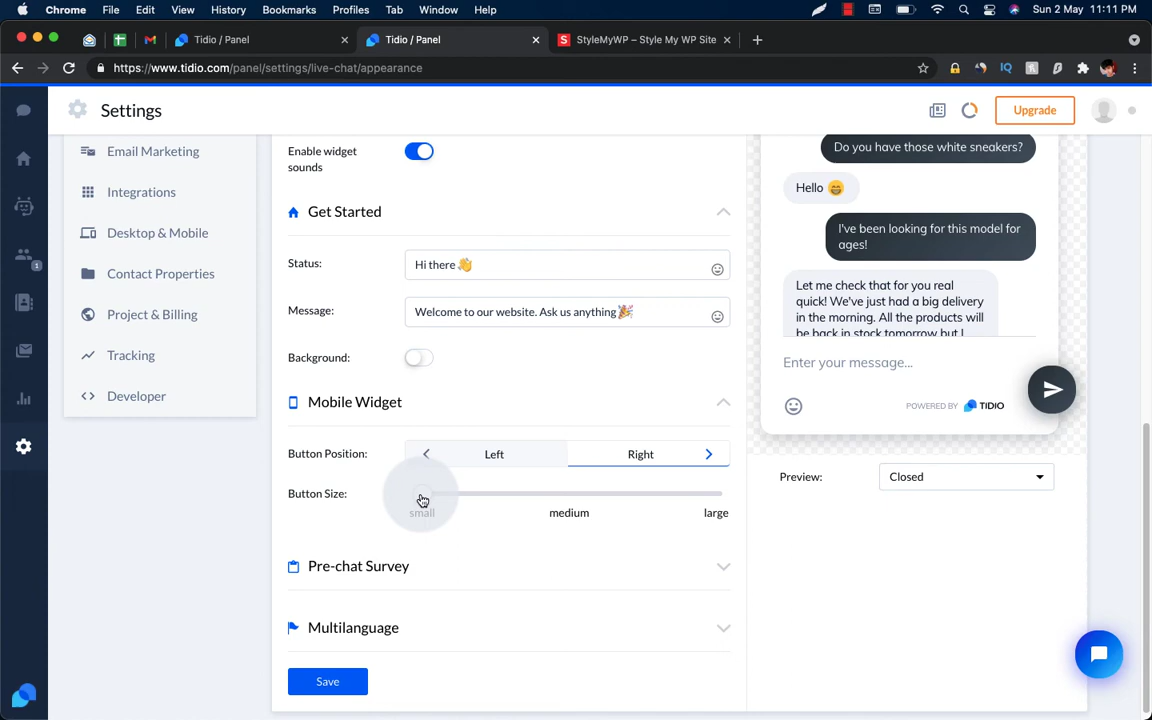 Chrome File Edit View History Bookmarks Profiles Tab Window Help Sun 2 May 11:11 PM
Tidio / Panel Tidio / Panel StyleMyWP – Style My WP Site
https://www.tidio.com/panel/settings/live-chat/appearance
Settings
Upgrade
Email Marketing
Integrations
Desktop & Mobile
Contact Properties
Project & Billing
Tracking
Developer
1
Enable widget
sounds
Get Started
Status:
Hi there 👋
Message:
Welcome to our website. Ask us anything 🎉
Background:
Mobile Widget
Button Position:
Left
Right
Button Size:
small
medium
large
Pre-chat Survey
Multilanguage
Save
Do you have those white sneakers?
Hello 😁
I've been looking for this model for
ages!
Let me check that for you real
quick! We've just had a big delivery
in the morning. All the products will
be back in stock tomorrow but I
Enter your message...
POWERED BY TIDIO
Preview:
Closed